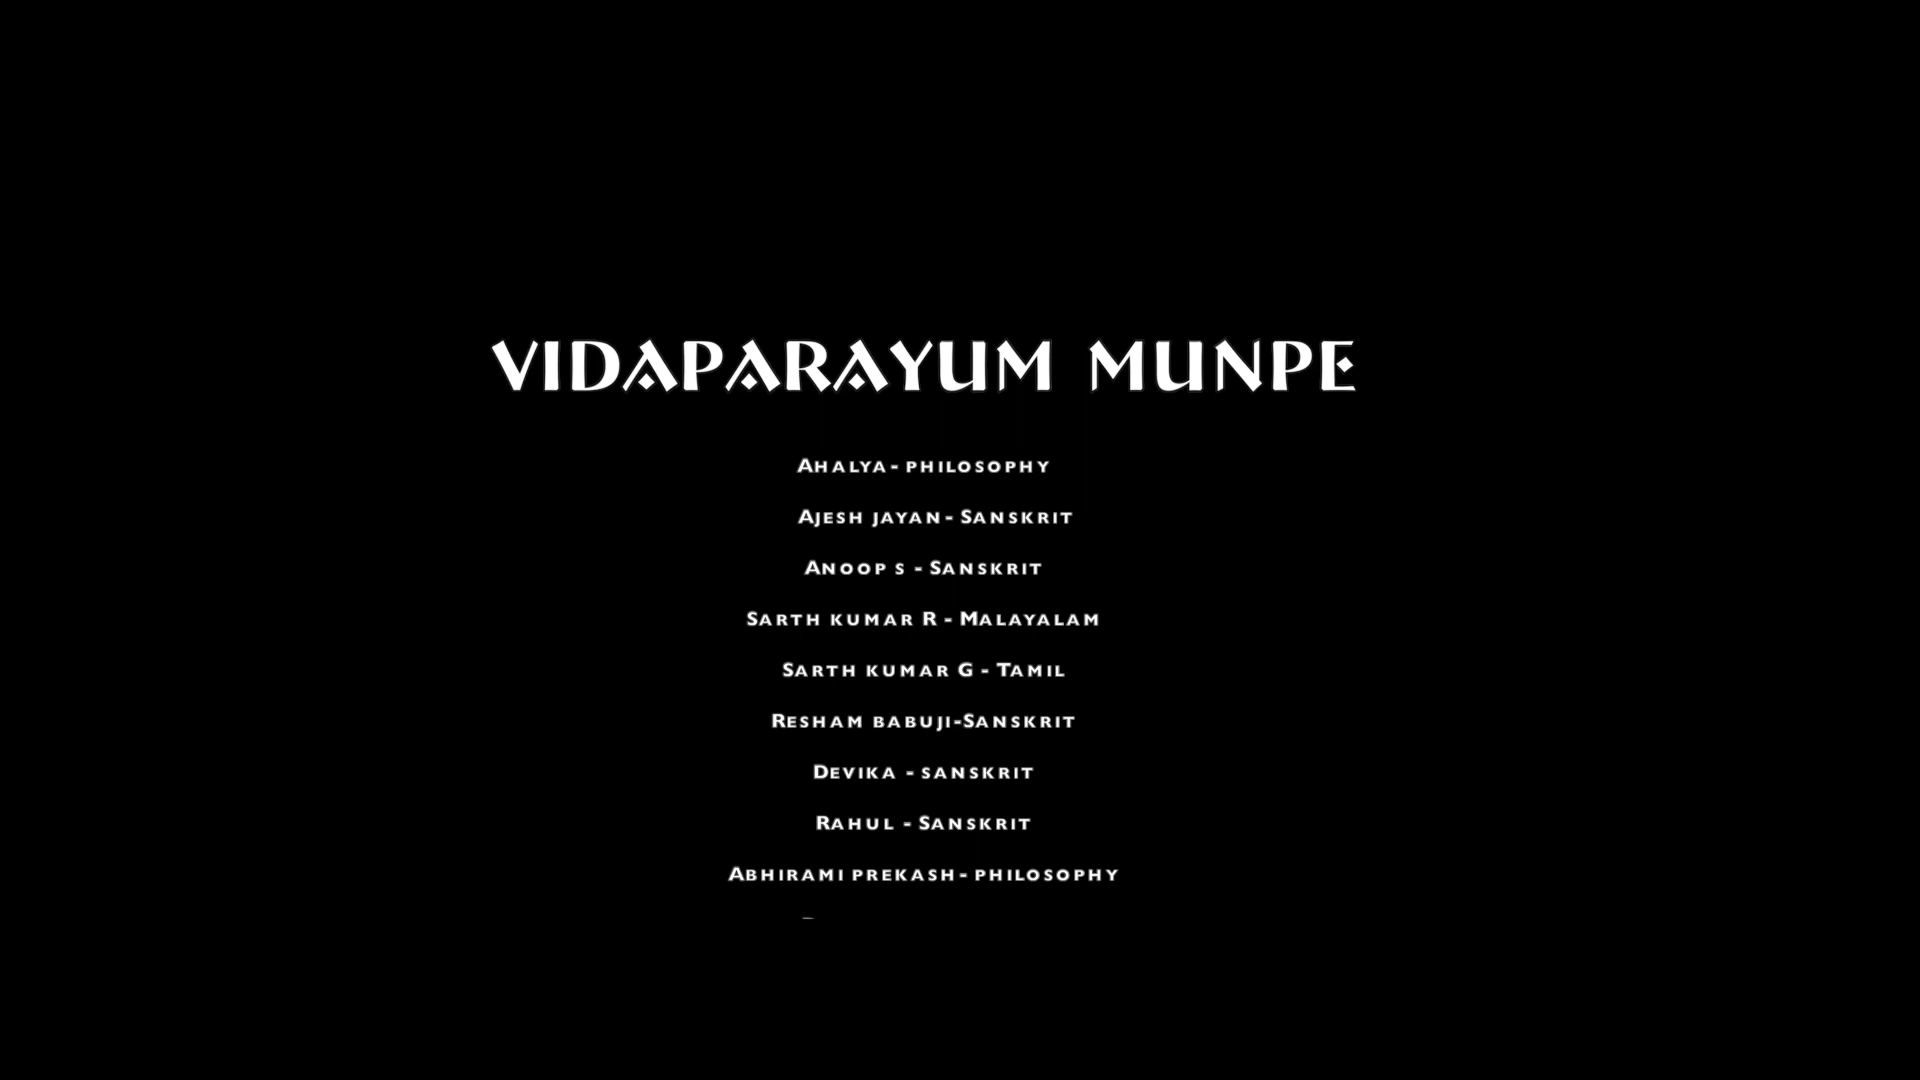 VIDAPARAYUM MUNPE
Ahalya- philosophy
Ajesh jayan- Sanskrit
Anoop s - Sanskrit
Sarth kumar R - Malayalam
Sarth kumar G - Tamil
Resham babuji-Sanskrit
Devika - sanskrit
Rahul - Sanskrit
Abhirami prekash- philosophy